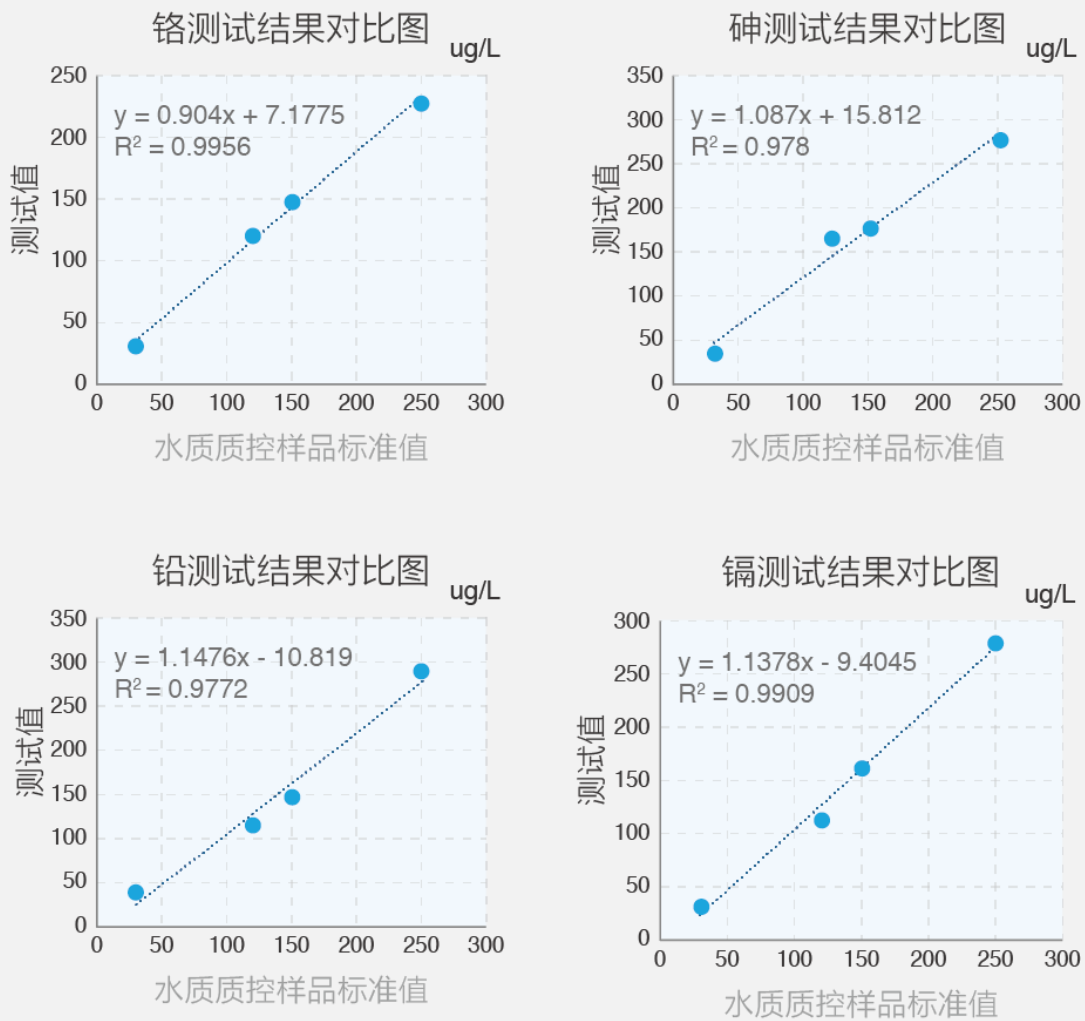 铬测试结果对比图
ug/L
y = 0.904x + 7.1775
R² = 0.9956
测试值
250
200
150
100
50
0
0 50 100 150 200 250 300
水质质控样品标准值
砷测试结果对比图
ug/L
y = 1.087x + 15.812
R² = 0.978
测试值
350
300
250
200
150
100
50
0
0 50 100 150 200 250 300
水质质控样品标准值
铅测试结果对比图
ug/L
y = 1.1476x - 10.819
R² = 0.9772
测试值
350
300
250
200
150
100
50
0
0 50 100 150 200 250 300
水质质控样品标准值
镉测试结果对比图
ug/L
y = 1.1378x - 9.4045
R² = 0.9909
测试值
300
250
200
150
100
50
0
0 50 100 150 200 250 300
水质质控样品标准值